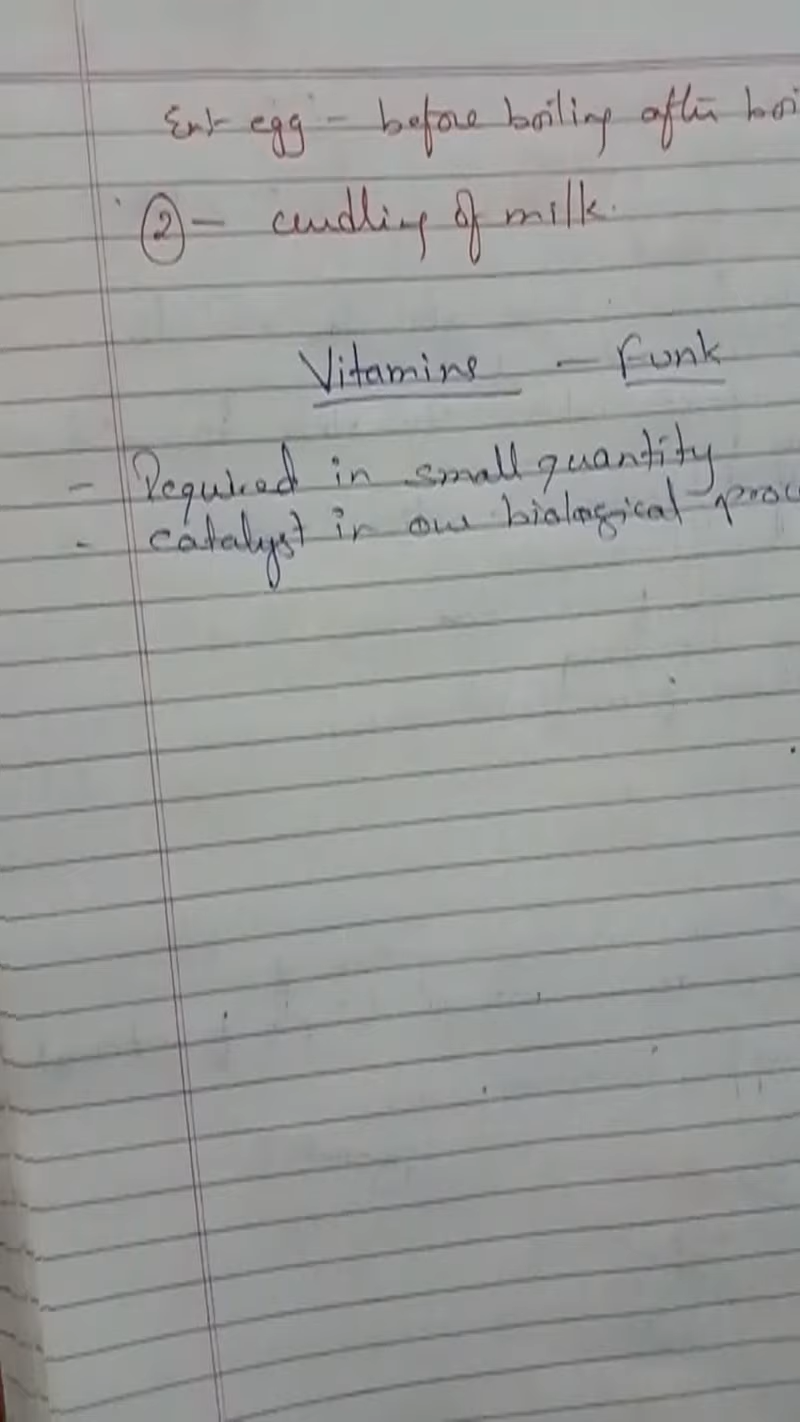 egg - before boiling after boi
② - curdling of milk.
Vitamins - Funk
- Required in small quantity
- catalyst in our biological proc